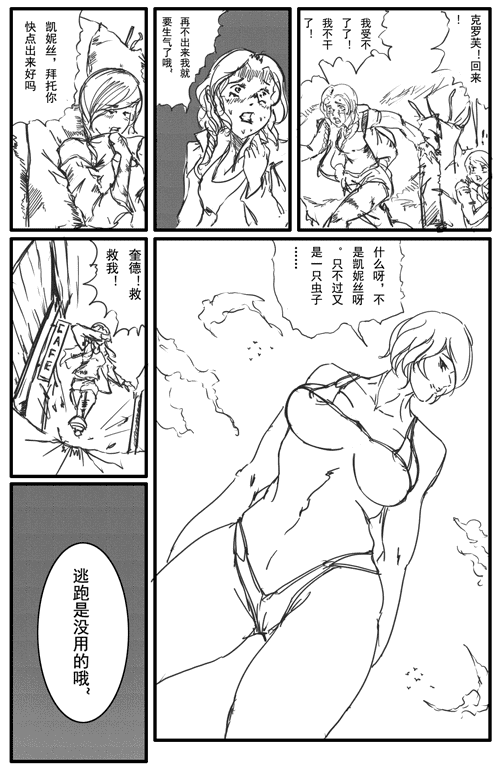 克罗芙！回来
我受不
了了！
我不干
了！
再不出来我就
要生气了哦，
凯妮丝，拜托你
快点出来好吗
什么呀，不
是凯妮丝呀
。只不过又
是一只虫子
……
奎德！救
救我！
CAFE
逃跑是没用的哦~